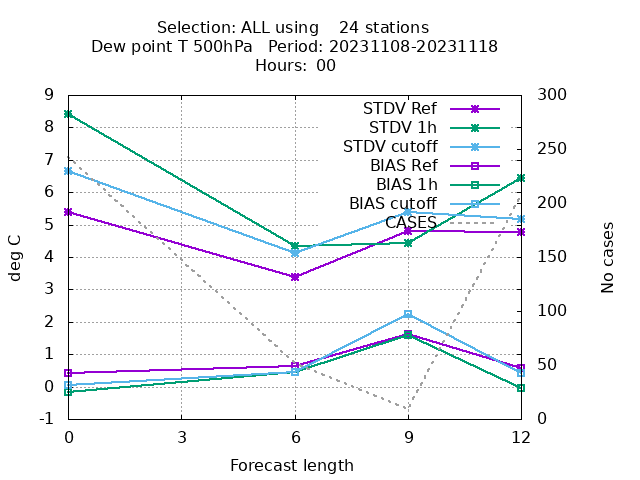 Selection: ALL using    24 stations
Dew point T 500hPa   Period: 20231108-20231118
Hours:  00
9
8
7
6
5
4
3
2
1
0
-1
300
250
200
150
100
50
0
deg C
No cases
STDV Ref
STDV 1h
STDV cutoff
BIAS Ref
BIAS 1h
BIAS cutoff
CASES
0 3 6 9 12
Forecast length